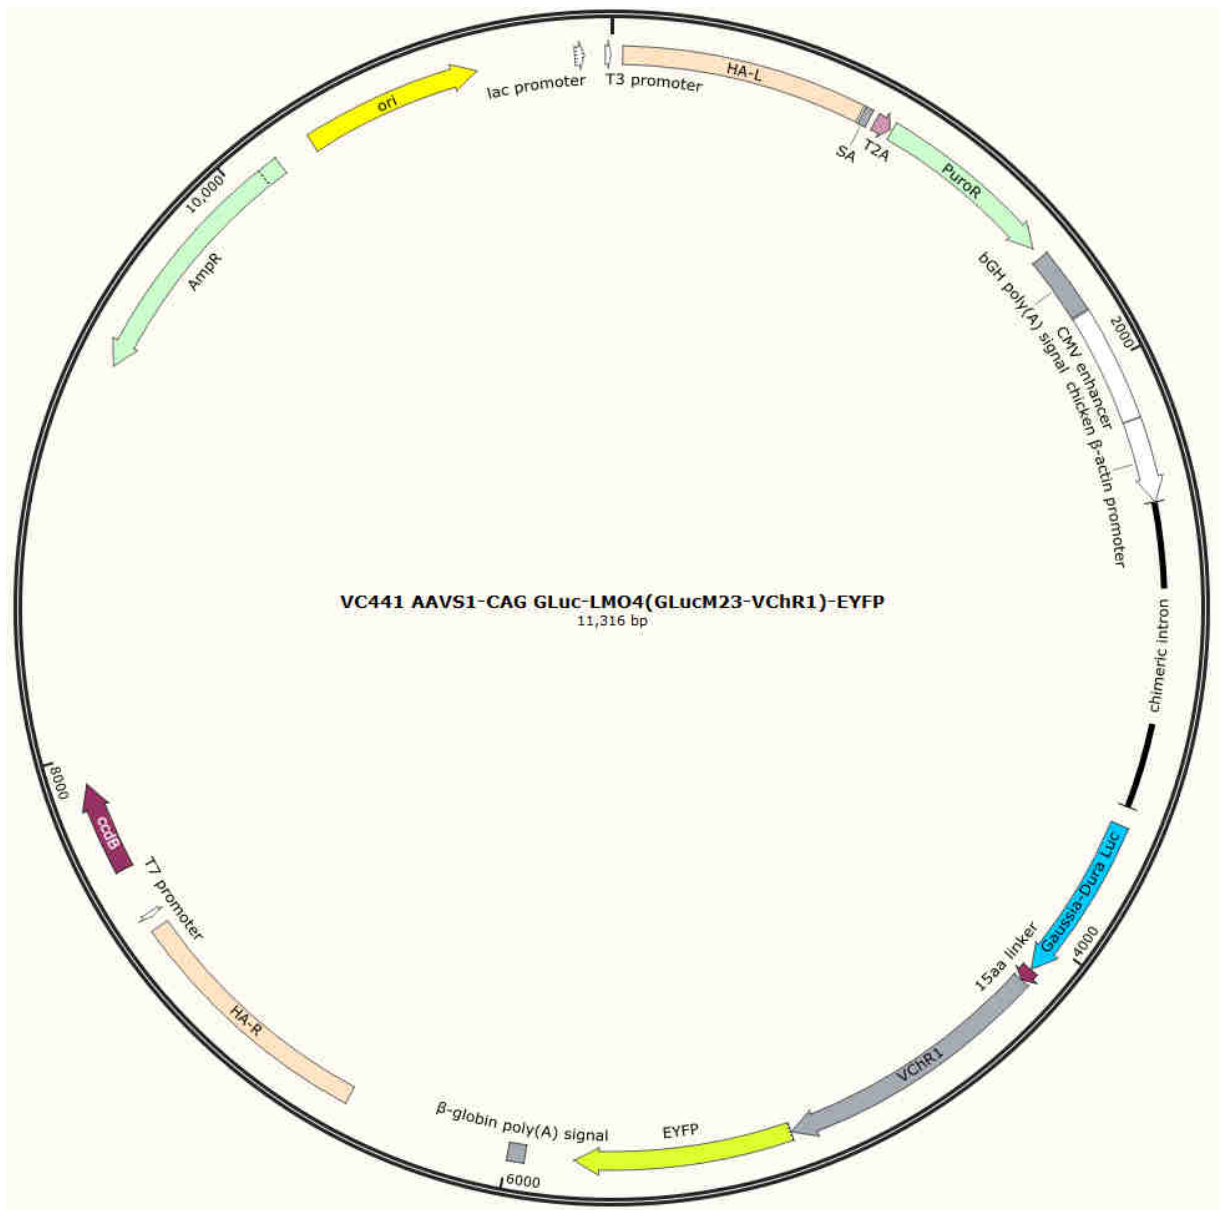 lac promoter
T3 promoter
HA-L
SA
T2A
PuroR
bGH poly(A) signal
CMV enhancer
2000
chicken β-actin promoter
chimeric intron
Gaussia-Dura Luc
4000
15aa linker
VChR1
EYFP
β-globin poly(A) signal
6000
HA-R
T7 promoter
ccdB
8000
AmpR
10,000
ori
VC441 AAVS1-CAG GLuc-LMO4(GLucM23-VChR1)-EYFP
11,316 bp